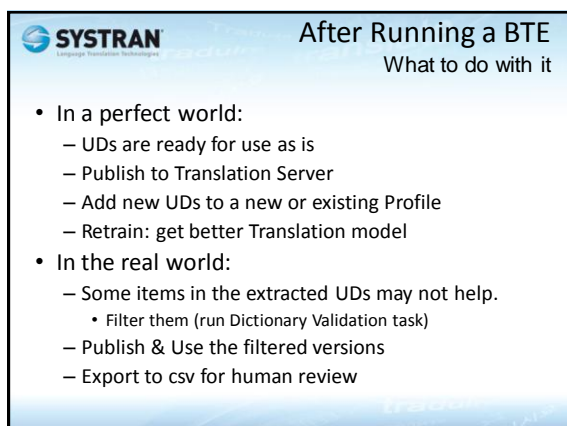 SYSTRAN
Language Translation Technologies
After Running a BTE
What to do with it
• In a perfect world:
– UDs are ready for use as is
– Publish to Translation Server
– Add new UDs to a new or existing Profile
– Retrain: get better Translation model
• In the real world:
– Some items in the extracted UDs may not help.
• Filter them (run Dictionary Validation task)
– Publish & Use the filtered versions
– Export to csv for human review